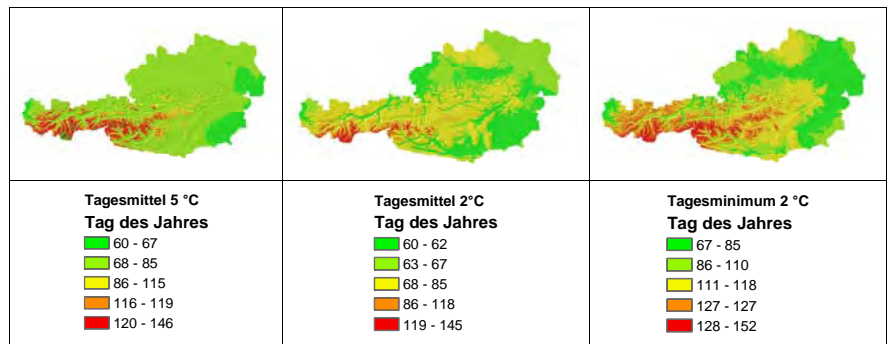 Tagesmittel 5 °C
Tag des Jahres
60 - 67
68 - 85
86 - 115
116 - 119
120 - 146
Tagesmittel 2°C
Tag des Jahres
60 - 62
63 - 67
68 - 85
86 - 118
119 - 145
Tagesminimum 2 °C
Tag des Jahres
67 - 85
86 - 110
111 - 118
127 - 127
128 - 152